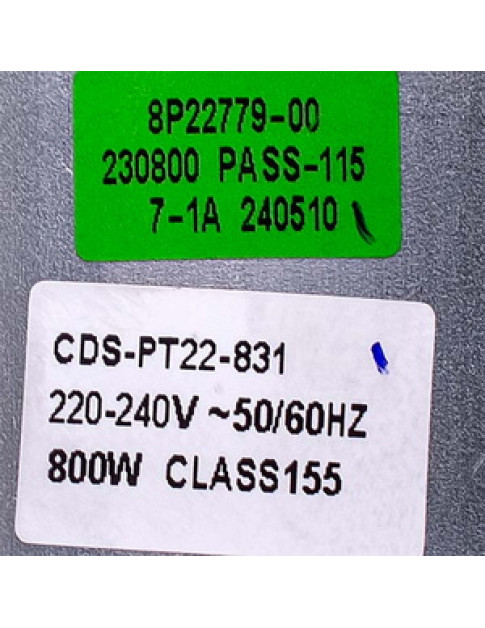 8P22779-00
230800 PASS-115
7-1A 240510
CDS-PT22-831
220-240V ~50/60HZ
800W CLASS155